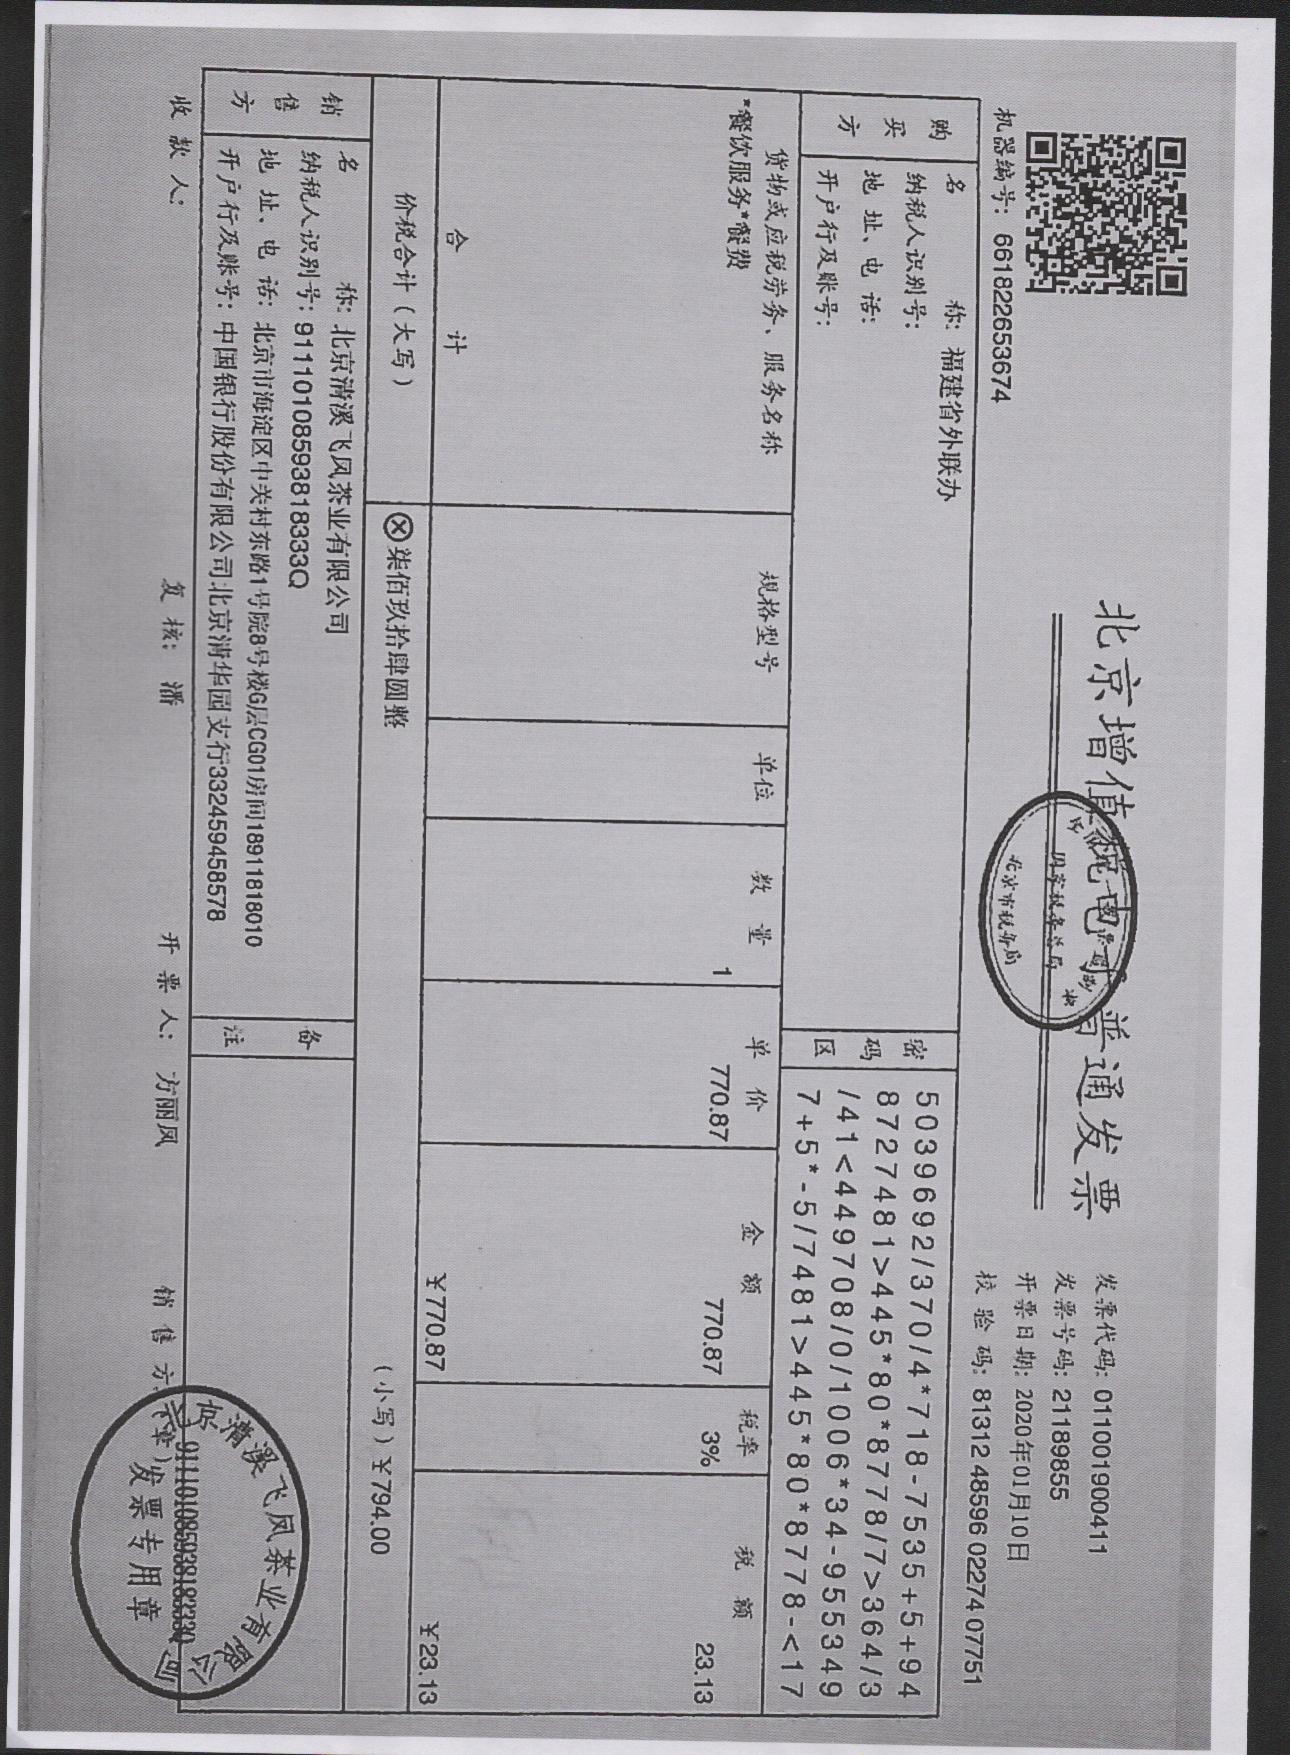 北京增值税电子普通发票
国家税务总局
北京市税务局
发票代码: 011001900411
发票号码: 21189855
开票日期: 2020年01月10日
校 验 码: 81312 48596 02274 07751
机器编号: 661822653674
购买方
名 称: 福建省外联办
纳税人识别号:
地 址、电 话:
开户行及账号:
密码区
5039692/370/4*718-7535+5+94
8727481>445*80*8778/7>364/3
/41<449708/0/1006*34-955349
7+5*-5/7481>445*80*8778-<17
货物或应税劳务、服务名称 规格型号 单位 数 量 单 价 金 额 税率 税 额
*餐饮服务*餐费 1 770.87 770.87 3% 23.13
合 计 ¥770.87 ¥23.13
价税合计(大写) ⊗柒佰玖拾肆圆整 (小写)¥794.00
销售方
名 称: 北京清溪飞凤茶业有限公司
纳税人识别号: 91110108593818333Q
地 址、电 话: 北京市海淀区中关村东路1号院8号楼G层CG01房间18911818010
开户行及账号: 中国银行股份有限公司北京清华园支行332459458578
备注
收 款 人: 复 核: 潘 开 票 人: 方丽凤 销 售 方:(章)
北京清溪飞凤茶业有限公司
91110108593818333Q
发票专用章